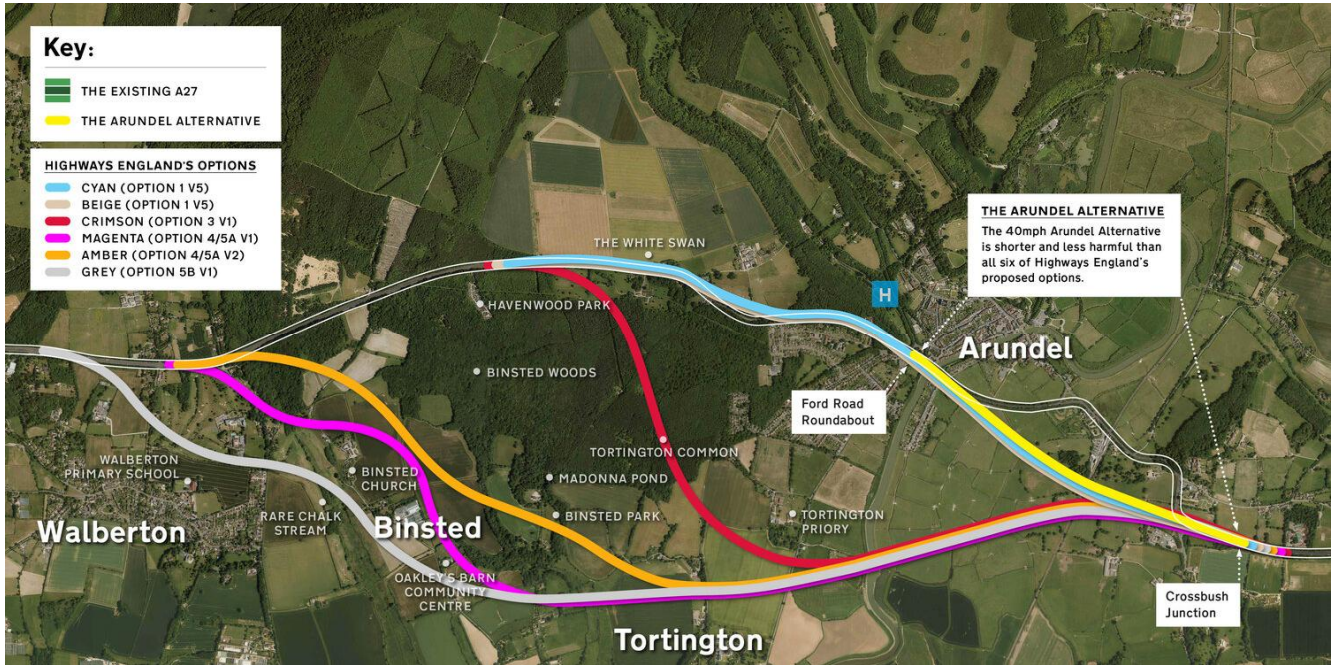 Key:
THE EXISTING A27
THE ARUNDEL ALTERNATIVE
HIGHWAYS ENGLAND'S OPTIONS
CYAN (OPTION 1 V5)
BEIGE (OPTION 1 V5)
CRIMSON (OPTION 3 V1)
MAGENTA (OPTION 4/5A V1)
AMBER (OPTION 4/5A V2)
GREY (OPTION 5B V1)
THE ARUNDEL ALTERNATIVE
The 40mph Arundel Alternative
is shorter and less harmful than
all six of Highways England's
proposed options.
THE WHITE SWAN
H
HAVENWOOD PARK
Arundel
BINSTED WOODS
Ford Road
Roundabout
TORTINGTON COMMON
WALBERTON
PRIMARY SCHOOL
BINSTED
CHURCH
MADONNA POND
RARE CHALK
STREAM
BINSTED PARK
TORTINGTON
PRIORY
Walberton
Binsted
OAKLEY'S BARN
COMMUNITY
CENTRE
Crossbush
Junction
Tortington